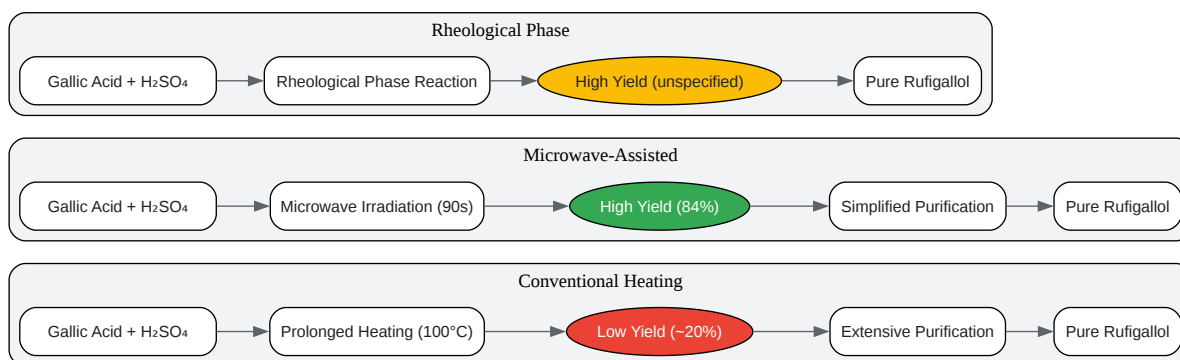 Rheological Phase
Gallic Acid + H₂SO₄
Rheological Phase Reaction
High Yield (unspecified)
Pure Rufigallol
Microwave-Assisted
Gallic Acid + H₂SO₄
Microwave Irradiation (90s)
High Yield (84%)
Simplified Purification
Pure Rufigallol
Conventional Heating
Gallic Acid + H₂SO₄
Prolonged Heating (100°C)
Low Yield (~20%)
Extensive Purification
Pure Rufigallol